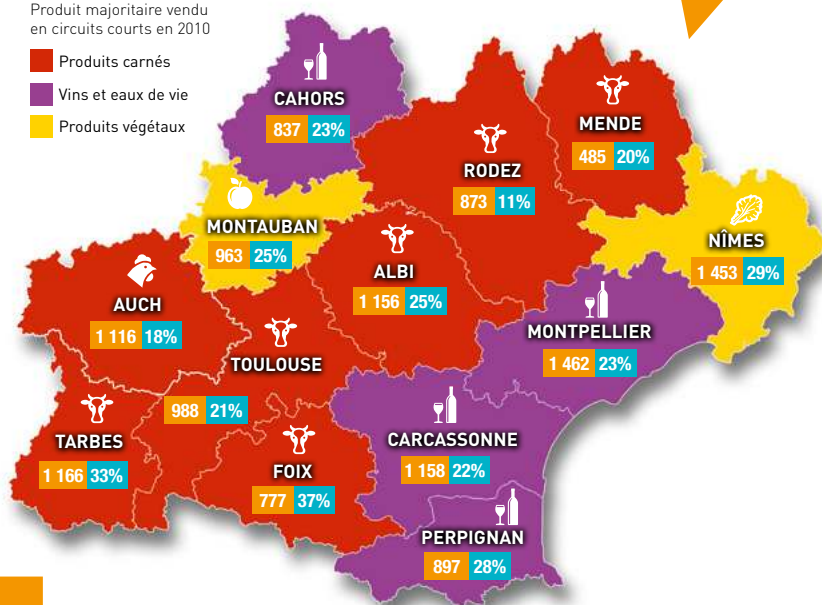 Produit majoritaire vendu
en circuits courts en 2010
Produits carnés
Vins et eaux de vie
Produits végétaux
CAHORS
837 23%
MENDE
485 20%
RODEZ
873 11%
MONTAUBAN
963 25%
NÎMES
1 453 29%
ALBI
1 156 25%
AUCH
1 116 18%
MONTPELLIER
1 462 23%
TOULOUSE
988 21%
TARBES
1 166 33%
CARCASSONNE
1 158 22%
FOIX
777 37%
PERPIGNAN
897 28%